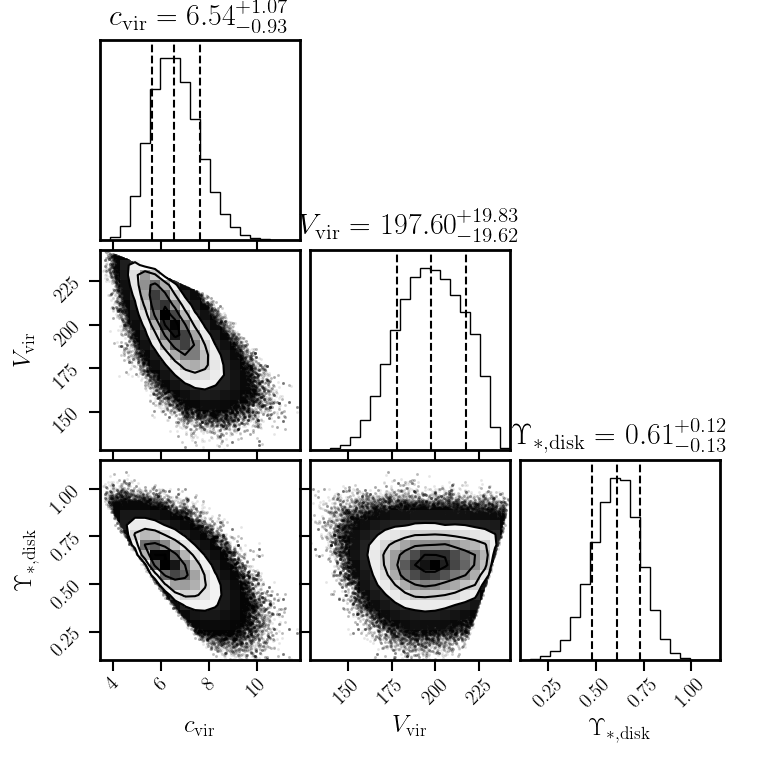 c_vir = 6.54^{+1.07}_{−0.93}
V_vir = 197.60^{+19.83}_{−19.62}
225
200
175
150
V_vir
ϒ_{*,disk} = 0.61^{+0.12}_{−0.13}
1.00
0.75
0.50
0.25
ϒ_{*,disk}
4 6 8 10 150 175 200 225 0.25 0.50 0.75 1.00
c_vir V_vir ϒ_{*,disk}